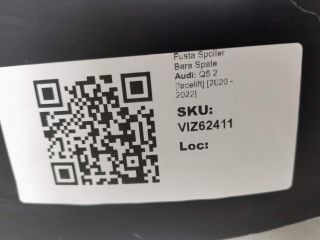 Fusta Spoiler
Bara Spate
Audi: Q5 2
[facelift] [2020 -
2022]
SKU:
VIZ62411
Loc: